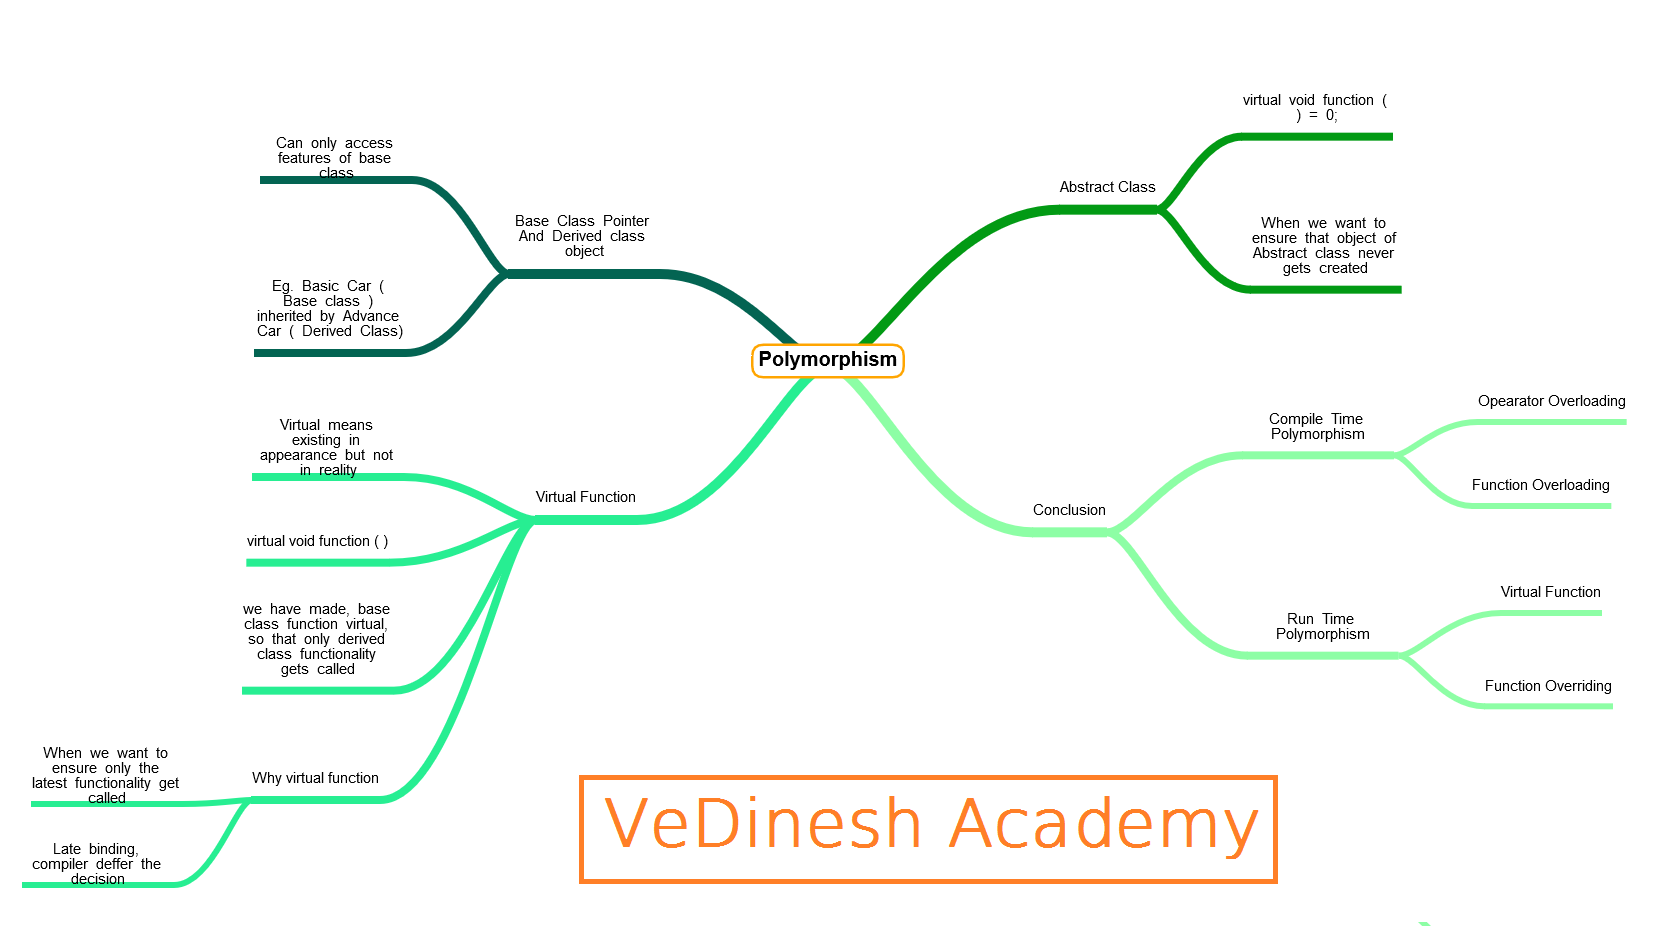 Polymorphism
Base Class Pointer
And Derived class
object
Can only access
features of base
class
Eg. Basic Car (
Base class )
inherited by Advance
Car ( Derived Class)
Virtual Function
Virtual means
existing in
appearance but not
in reality
virtual void function ( )
we have made, base
class function virtual,
so that only derived
class functionality
gets called
Why virtual function
When we want to
ensure only the
latest functionality get
called
Late binding,
compiler deffer the
decision
Abstract Class
virtual void function (
) = 0;
When we want to
ensure that object of
Abstract class never
gets created
Conclusion
Compile Time
Polymorphism
Opearator Overloading
Function Overloading
Run Time
Polymorphism
Virtual Function
Function Overriding
VeDinesh Academy